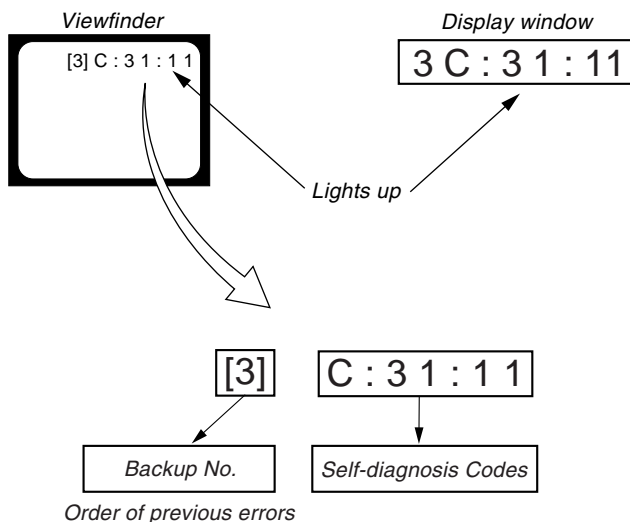 Viewfinder
Display window
[3] C : 3 1 : 1 1
3 C : 3 1 : 11
Lights up
[3]
C : 3 1 : 1 1
Backup No.
Self-diagnosis Codes
Order of previous errors